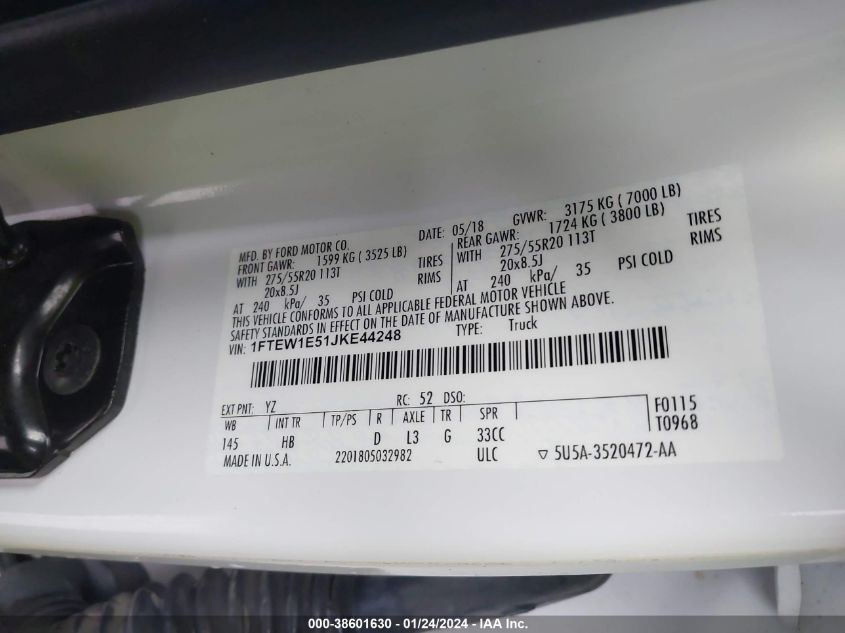 MFD. BY FORD MOTOR CO.
DATE: 05/18 GVWR: 3175 KG ( 7000 LB)
FRONT GAWR: 1599 KG ( 3525 LB)
REAR GAWR: 1724 KG ( 3800 LB)
WITH 275/55R20 113T TIRES
WITH 275/55R20 113T TIRES
20x8.5J RIMS
20x8.5J RIMS
AT 240 kPa/ 35 PSI COLD
AT 240 kPa/ 35 PSI COLD
THIS VEHICLE CONFORMS TO ALL APPLICABLE FEDERAL MOTOR VEHICLE
SAFETY STANDARDS IN EFFECT ON THE DATE OF MANUFACTURE SHOWN ABOVE.
VIN: 1FTEW1E51JKE44248 TYPE: Truck
EXT PNT: YZ RC: 52 DSO:
WB INT TR TP/PS R AXLE TR SPR F0115
145 HB D L3 G 33CC T0968
MADE IN U.S.A. 2201805032982 ULC ▽ 5U5A-3520472-AA
000-38601630 - 01/24/2024 - IAA Inc.